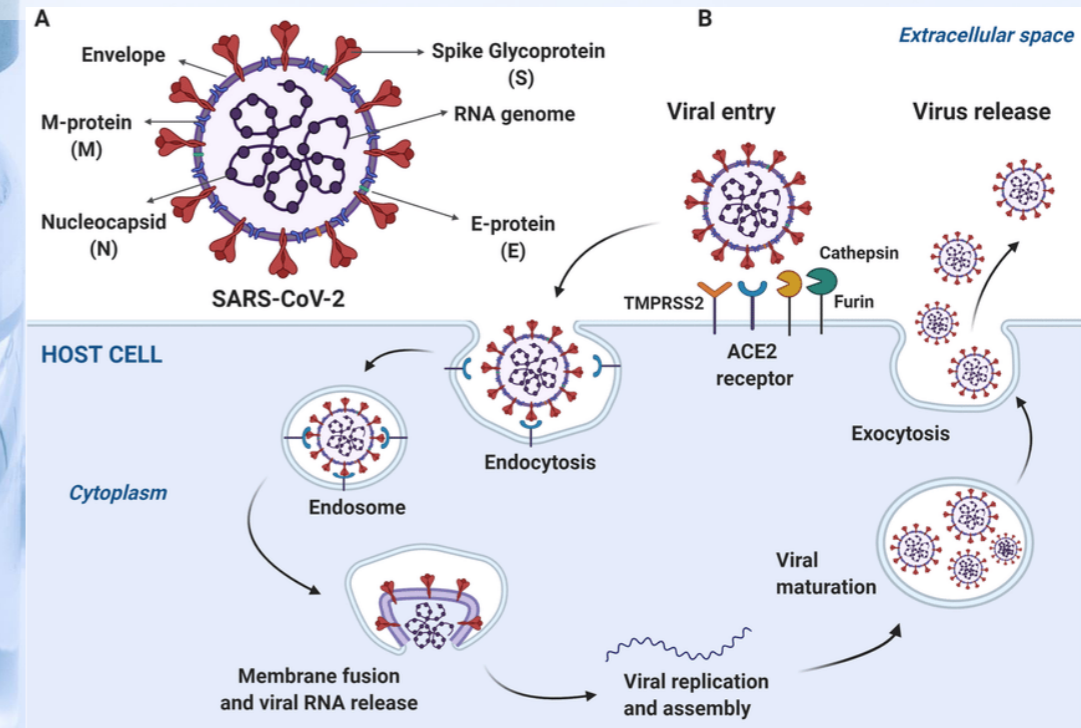 A
Envelope
Spike Glycoprotein
(S)
M-protein
(M)
RNA genome
Nucleocapsid
(N)
E-protein
(E)
SARS-CoV-2
B
Extracellular space
Viral entry
Virus release
Cathepsin
TMPRSS2
Furin
ACE2
receptor
HOST CELL
Endocytosis
Exocytosis
Cytoplasm
Endosome
Viral
maturation
Membrane fusion
and viral RNA release
Viral replication
and assembly